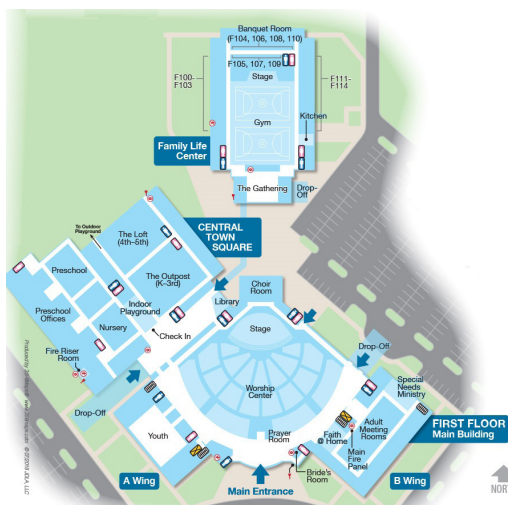 Banquet Room
(F104, 106, 108, 110)
F105, 107, 109
Stage
F100-
F103
F111-
F114
Gym
Kitchen
Family Life
Center
The Gathering
Drop-
Off
To Outdoor
Playground
The Loft
(4th-5th)
CENTRAL
TOWN
SQUARE
Preschool
The Outpost
(K-3rd)
Choir
Room
Preschool
Offices
Indoor
Playground
Library
Nursery
Check In
Stage
Fire Riser
Room
Drop-Off
Worship
Center
Special
Needs
Ministry
Drop-Off
FIRST FLOOR
Main Building
Adult
Meeting
Rooms
Youth
Prayer
Room
Faith
@ Home
Main
Fire
Panel
A Wing
Main Entrance
Bride's
Room
B Wing
NOR